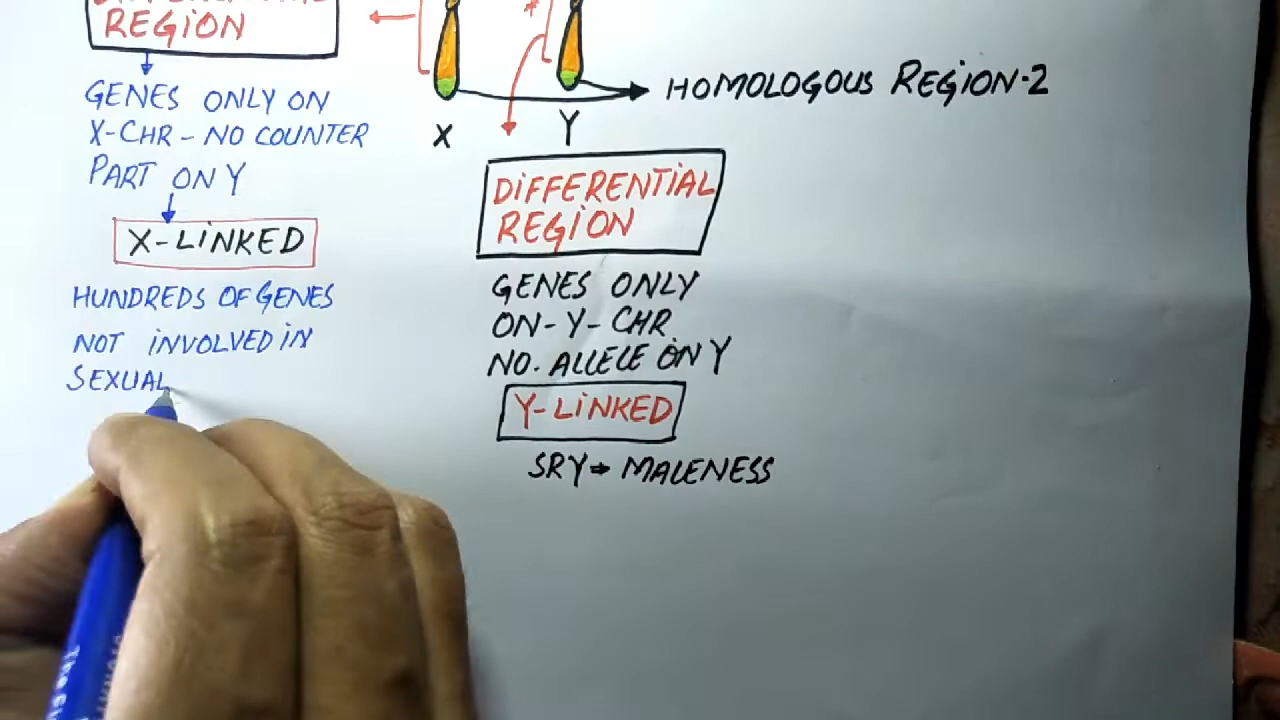 DIFFERENTIAL
REGION
GENES ONLY ON
X-CHR - NO COUNTER
PART ON Y
X-LINKED
HUNDREDS OF GENES
NOT INVOLVED IN
SEXUAL
*
X
Y
HOMOLOGOUS REGION-2
DIFFERENTIAL
REGION
GENES ONLY
ON-Y-CHR
NO. ALLELE ON Y
Y-LINKED
SRY→ MALENESS